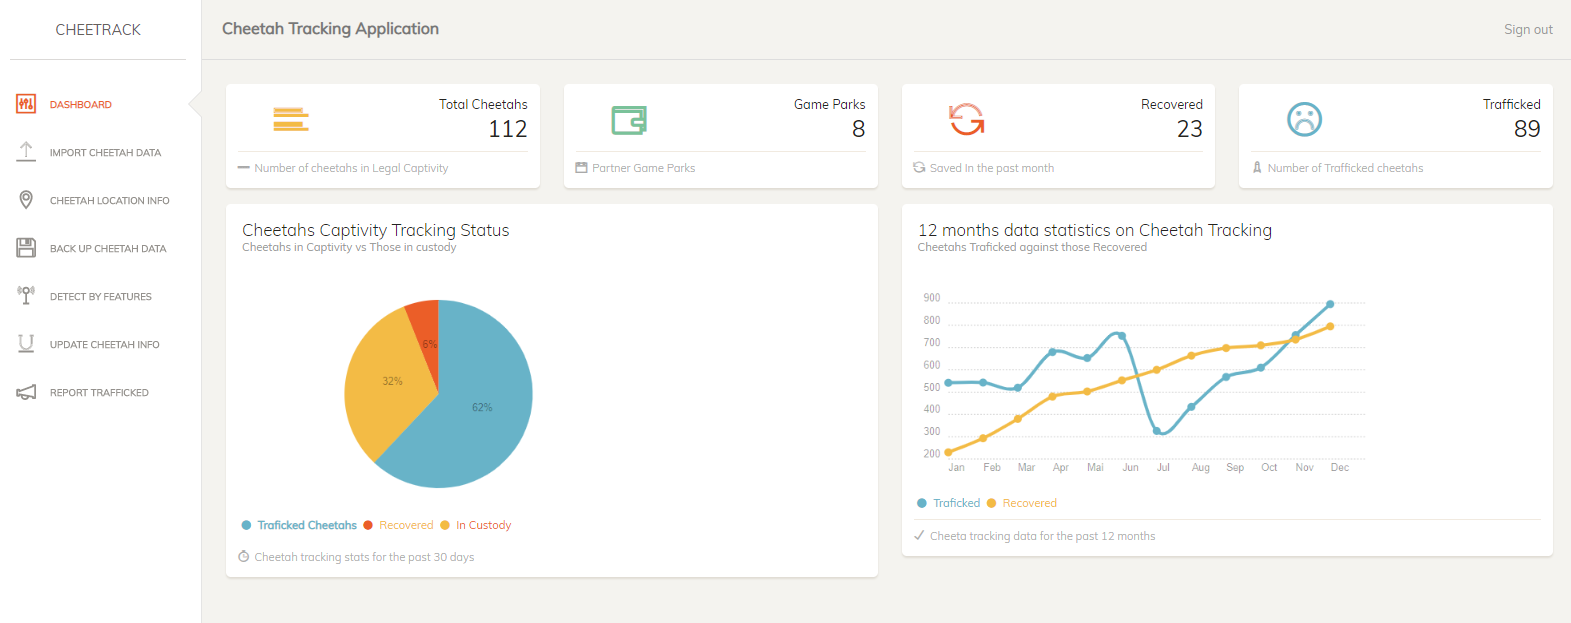 CHEETRACK
Cheetah Tracking Application
Sign out
DASHBOARD
IMPORT CHEETAH DATA
CHEETAH LOCATION INFO
BACK UP CHEETAH DATA
DETECT BY FEATURES
UPDATE CHEETAH INFO
REPORT TRAFFICKED
Total Cheetahs
112
Number of cheetahs in Legal Captivity
Game Parks
8
Partner Game Parks
Recovered
23
Saved In the past month
Trafficked
89
Number of Trafficked cheetahs
Cheetahs Captivity Tracking Status
Cheetahs in Captivity vs Those in custody
6%
32%
62%
Traficked Cheetahs Recovered In Custody
Cheetah tracking stats for the past 30 days
12 months data statistics on Cheetah Tracking
Cheetahs Traficked against those Recovered
900
800
700
600
500
400
300
200
Jan Feb Mar Apr Mai Jun Jul Aug Sep Oct Nov Dec
Traficked Recovered
Cheeta tracking data for the past 12 months